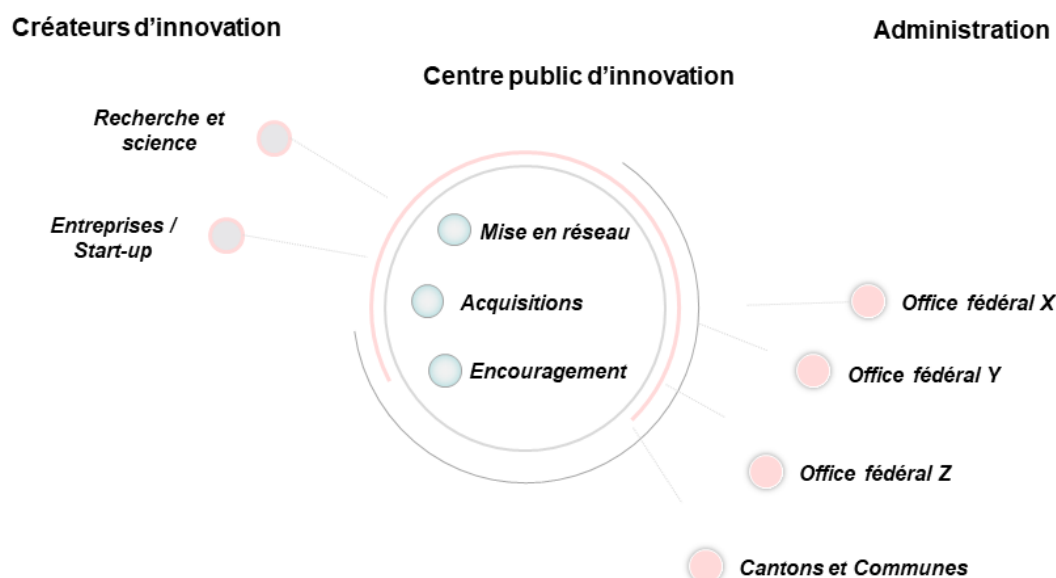 Créateurs d’innovation
Administration
Centre public d’innovation
Recherche et
science
Entreprises /
Start-up
Mise en réseau
Acquisitions
Encouragement
Office fédéral X
Office fédéral Y
Office fédéral Z
Cantons et Communes